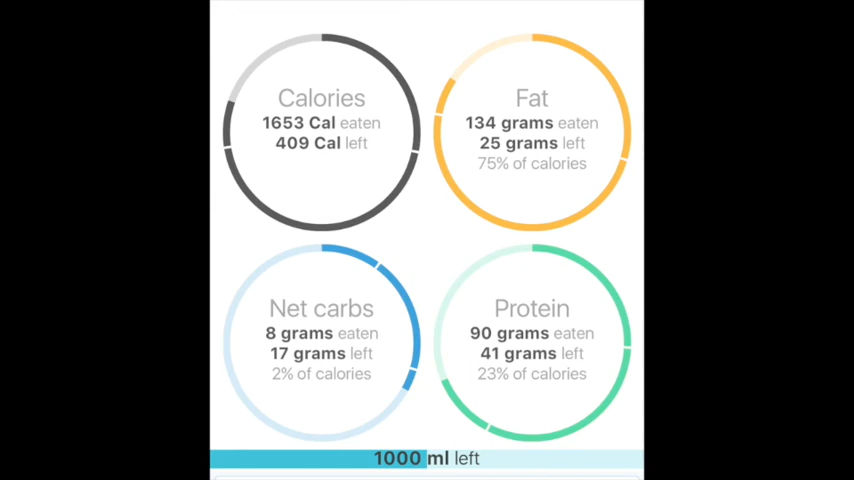 Calories
1653 Cal eaten
409 Cal left
Fat
134 grams eaten
25 grams left
75% of calories
Net carbs
8 grams eaten
17 grams left
2% of calories
Protein
90 grams eaten
41 grams left
23% of calories
1000 ml left